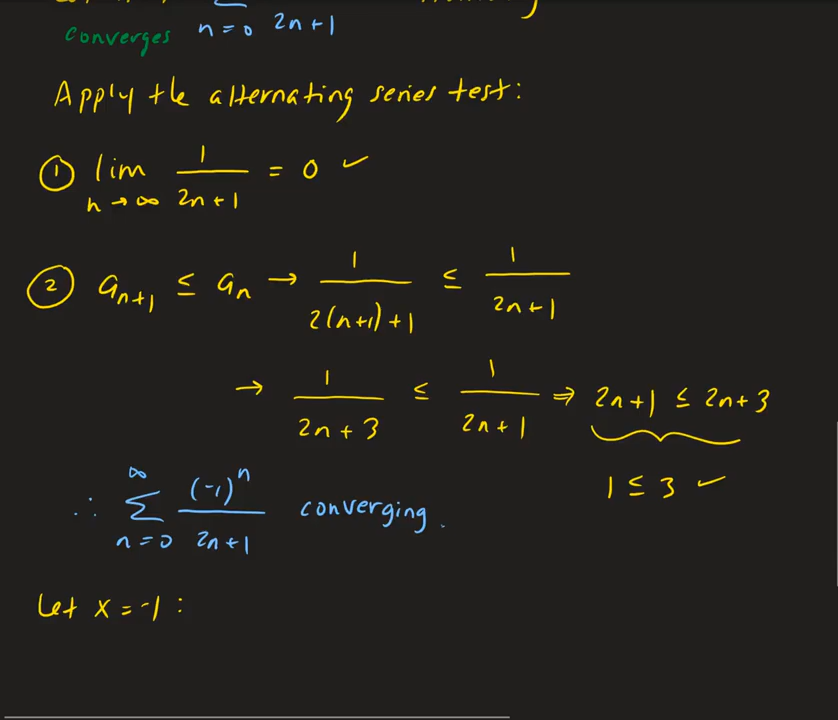 converges n=0 2n+1
Apply the alternating series test:
① lim n→∞ 1/(2n+1) = 0 ✓
② a_{n+1} ≤ a_n → 1/(2(n+1)+1) ≤ 1/(2n+1)
→ 1/(2n+3) ≤ 1/(2n+1) ⇒ 2n+1 ≤ 2n+3
1 ≤ 3 ✓
∴ ∑_{n=0}^{∞} (-1)^n/(2n+1) converging.
Let x=-1: